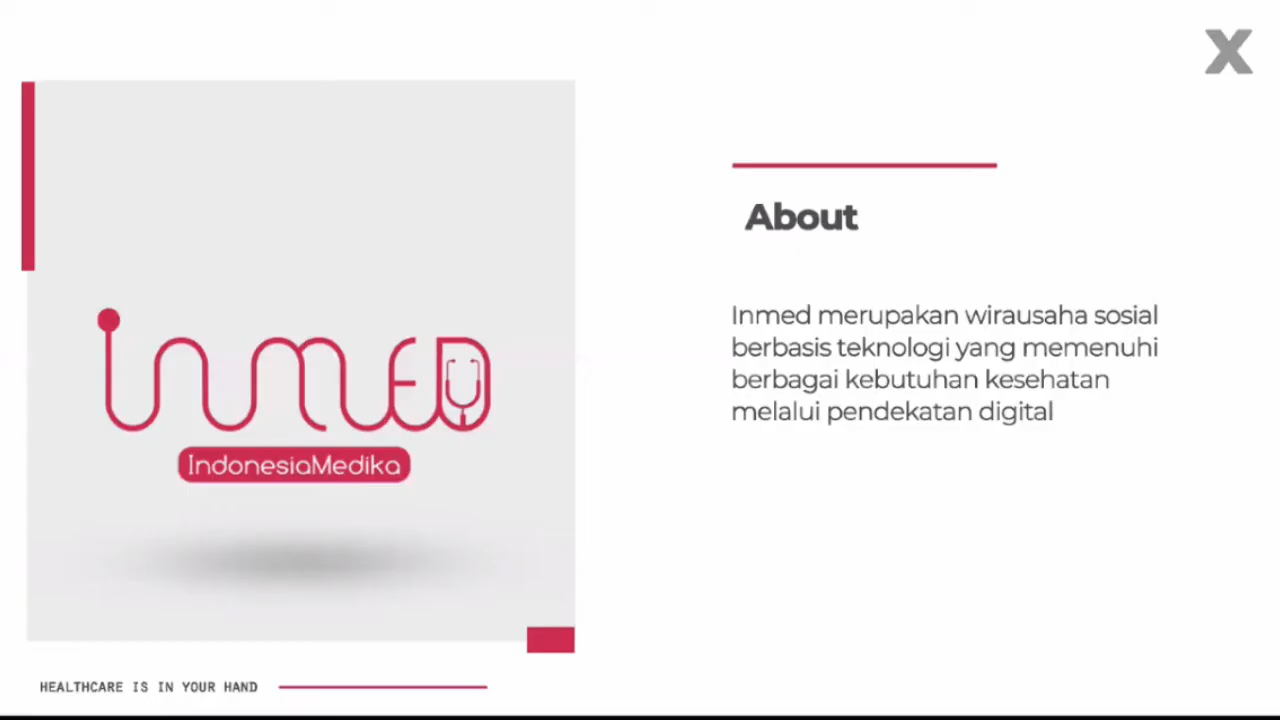 X
About
inmED
IndonesiaMedika
Inmed merupakan wirausaha sosial
berbasis teknologi yang memenuhi
berbagai kebutuhan kesehatan
melalui pendekatan digital
HEALTHCARE IS IN YOUR HAND